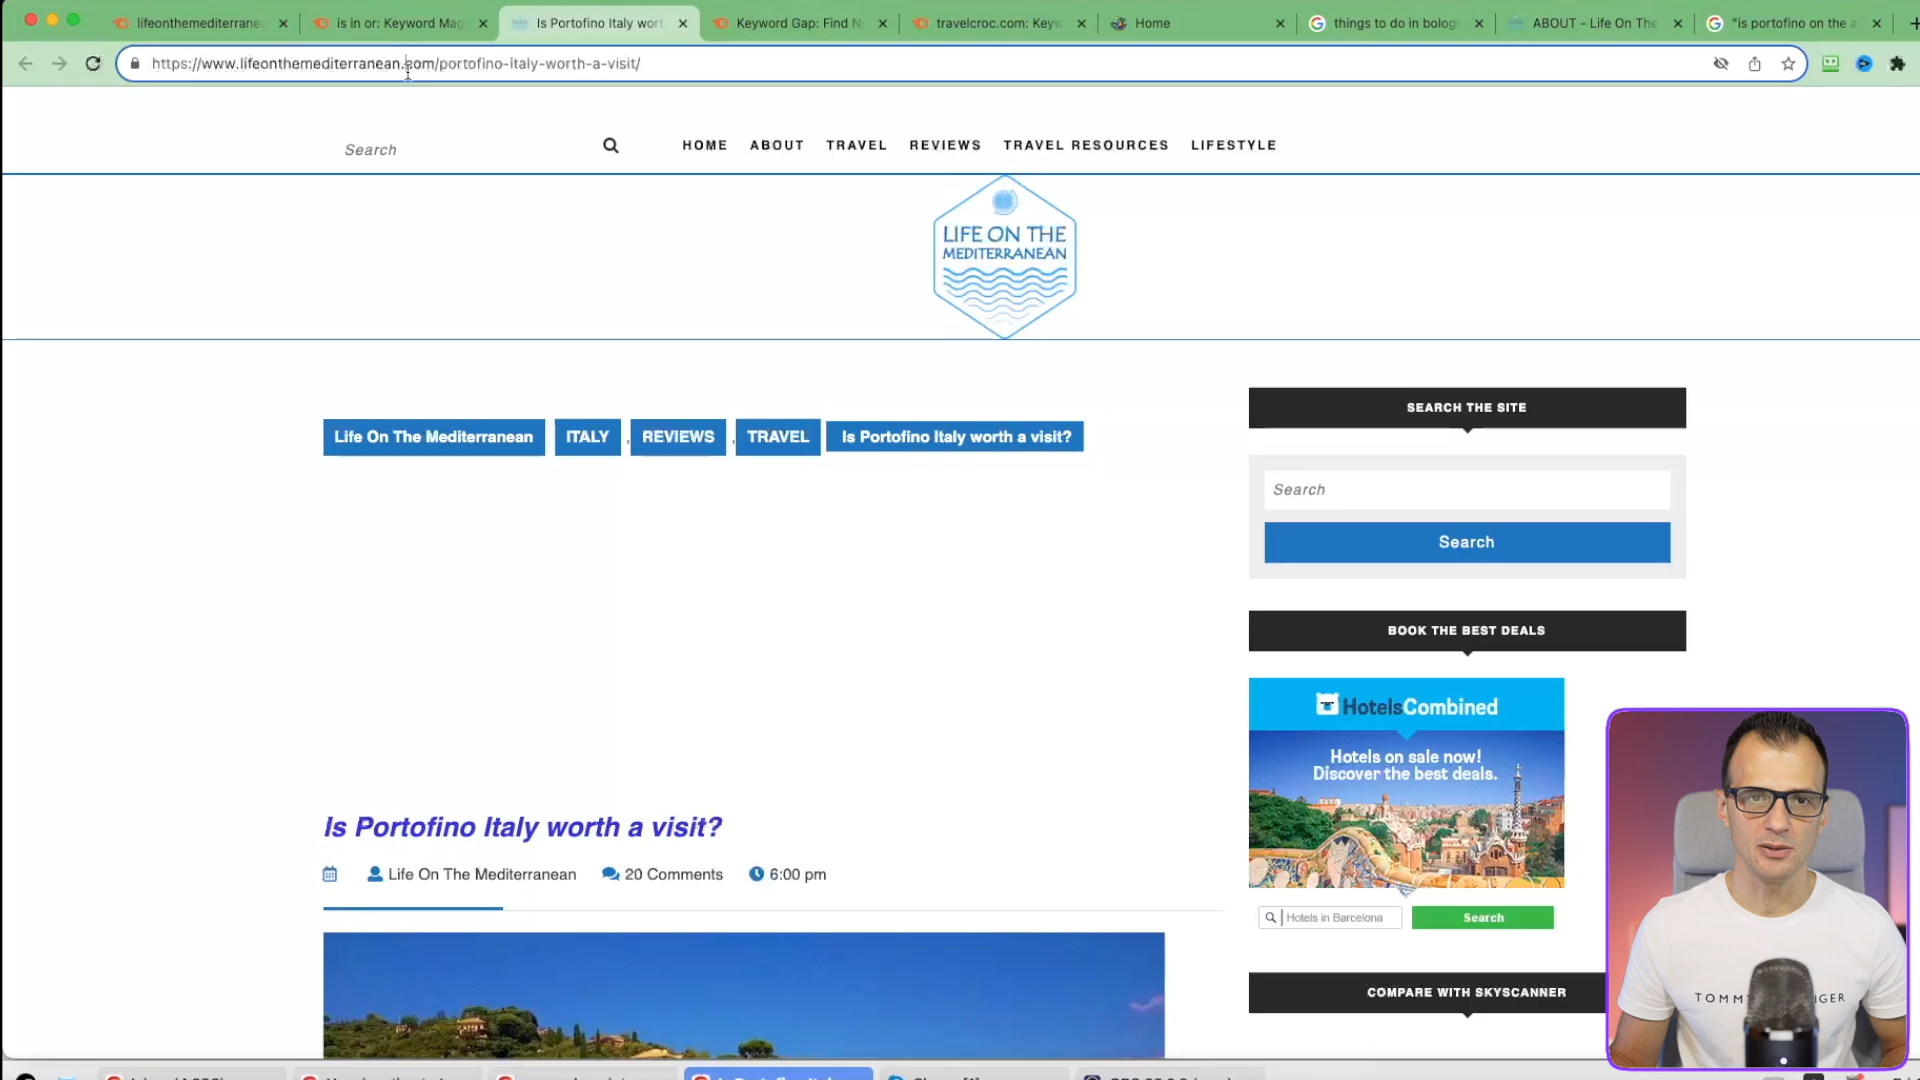 lifeonthemediterrane
is in or: Keyword Mag
Is Portofino Italy wort
Keyword Gap: Find N
travelcroc.com: Keyw
Home
things to do in bolog
ABOUT - Life On The
"is portofino on the a
https://www.lifeonthemediterranean.com/portofino-italy-worth-a-visit/
Search
HOME ABOUT TRAVEL REVIEWS TRAVEL RESOURCES LIFESTYLE
LIFE ON THE
MEDITERRANEAN
Life On The Mediterranean ITALY , REVIEWS , TRAVEL Is Portofino Italy worth a visit?
SEARCH THE SITE
Search
Search
BOOK THE BEST DEALS
HotelsCombined
Hotels on sale now!
Discover the best deals.
Hotels in Barcelona Search
COMPARE WITH SKYSCANNER
Is Portofino Italy worth a visit?
Life On The Mediterranean 20 Comments 6:00 pm